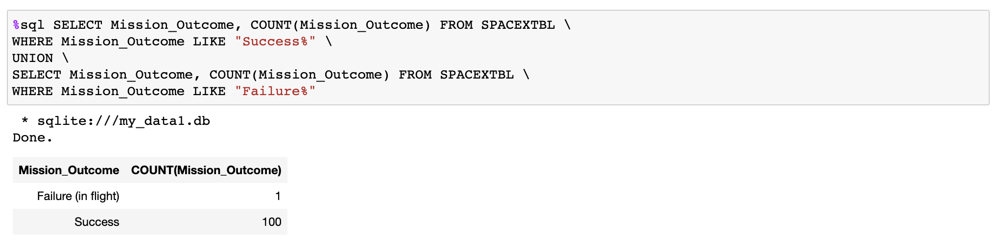 %sql SELECT Mission_Outcome, COUNT(Mission_Outcome) FROM SPACEXTBL \
WHERE Mission_Outcome LIKE "Success%" \
UNION \
SELECT Mission_Outcome, COUNT(Mission_Outcome) FROM SPACEXTBL \
WHERE Mission_Outcome LIKE "Failure%"
* sqlite:///my_data1.db
Done.
Mission_Outcome COUNT(Mission_Outcome)
Failure (in flight) 1
Success 100